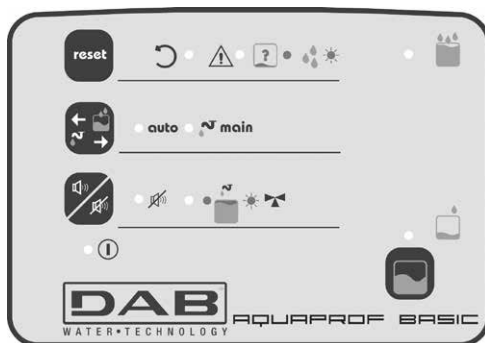 reset
?
auto main
DAB
WATER•TECHNOLOGY
AQUAPROF BASIC